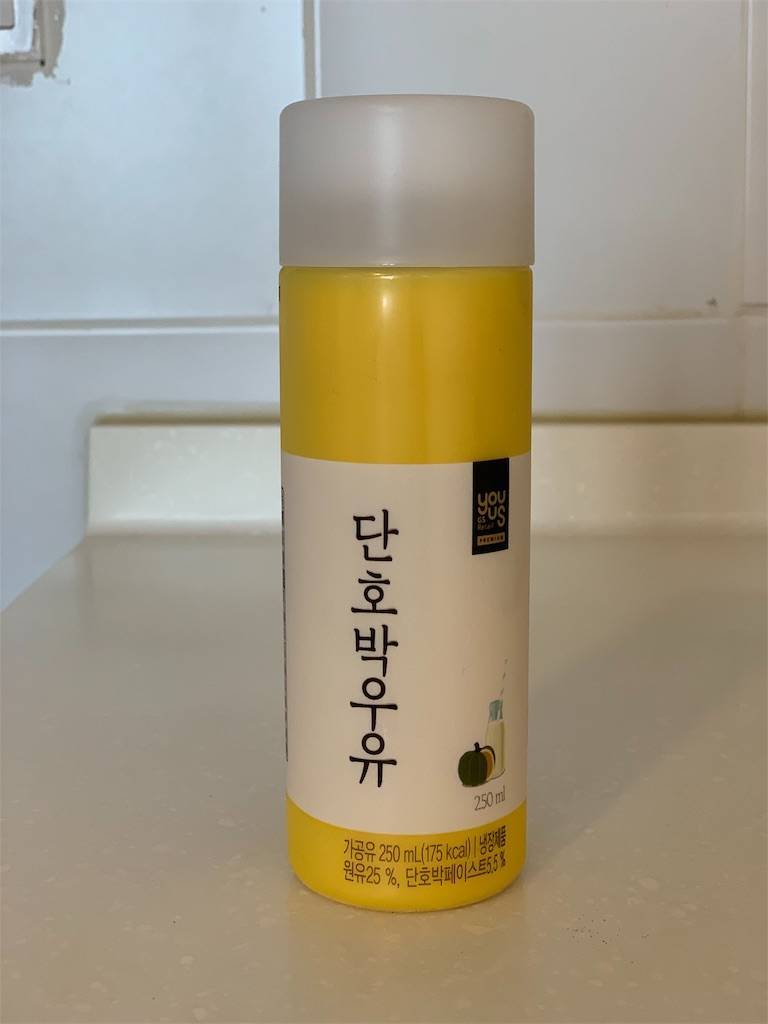 you
us
GS
Retail
PREMIUM
단호박우유
250 ml
가공유 250 mL(175 kcal) | 냉장제품
원유25 %, 단호박페이스트5.5 %